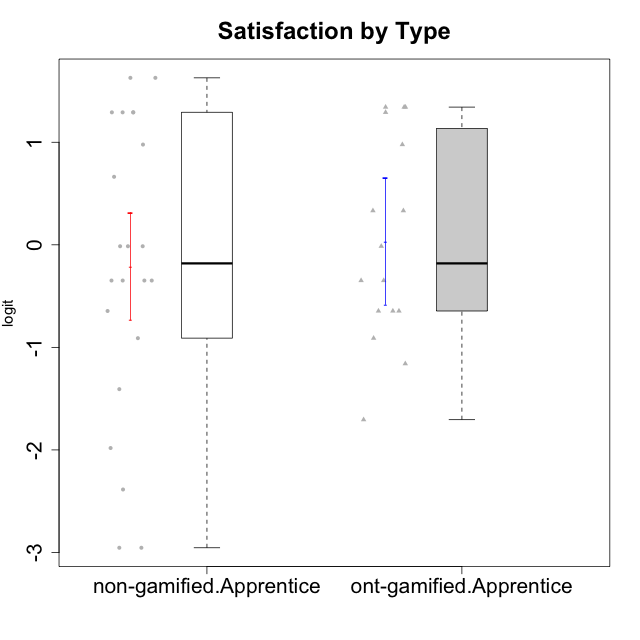 Satisfaction by Type
1
0
-1
-2
-3
logit
non-gamified.Apprentice
ont-gamified.Apprentice